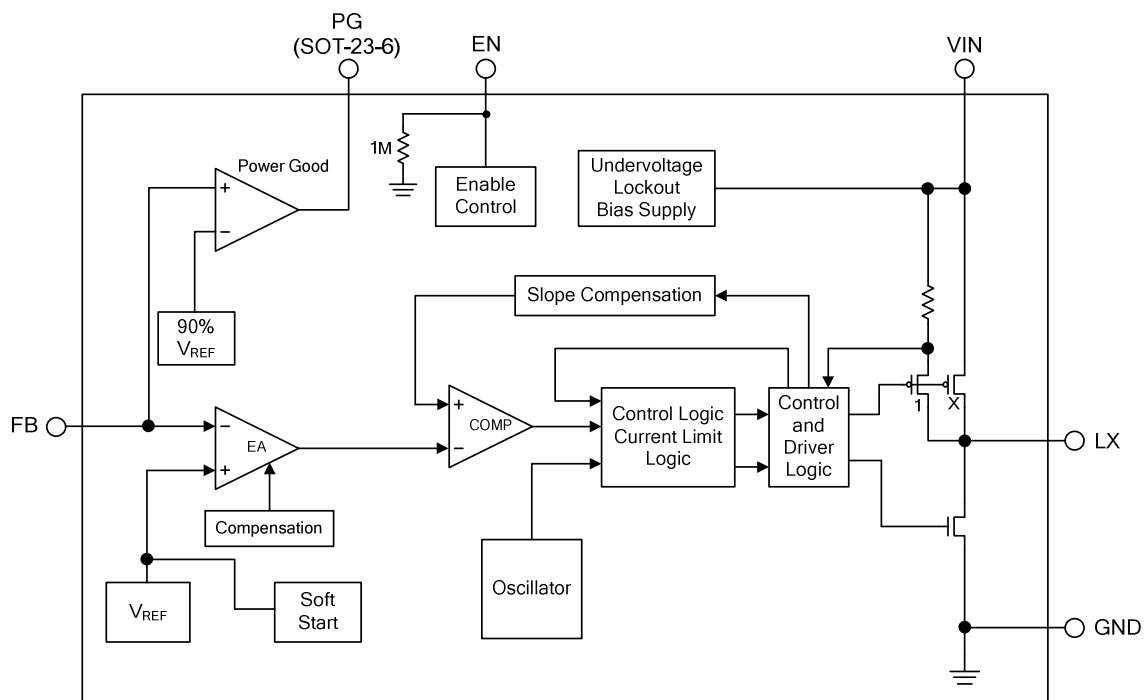 PG
(SOT-23-6)
EN
VIN
Power Good
1M
+
−
Enable
Control
Undervoltage
Lockout
Bias Supply
90%
VREF
Slope Compensation
FB
−
EA
+
+
COMP
−
Control Logic
Current Limit
Logic
Control
and
Driver
Logic
1
X
LX
Compensation
Oscillator
VREF
Soft
Start
GND